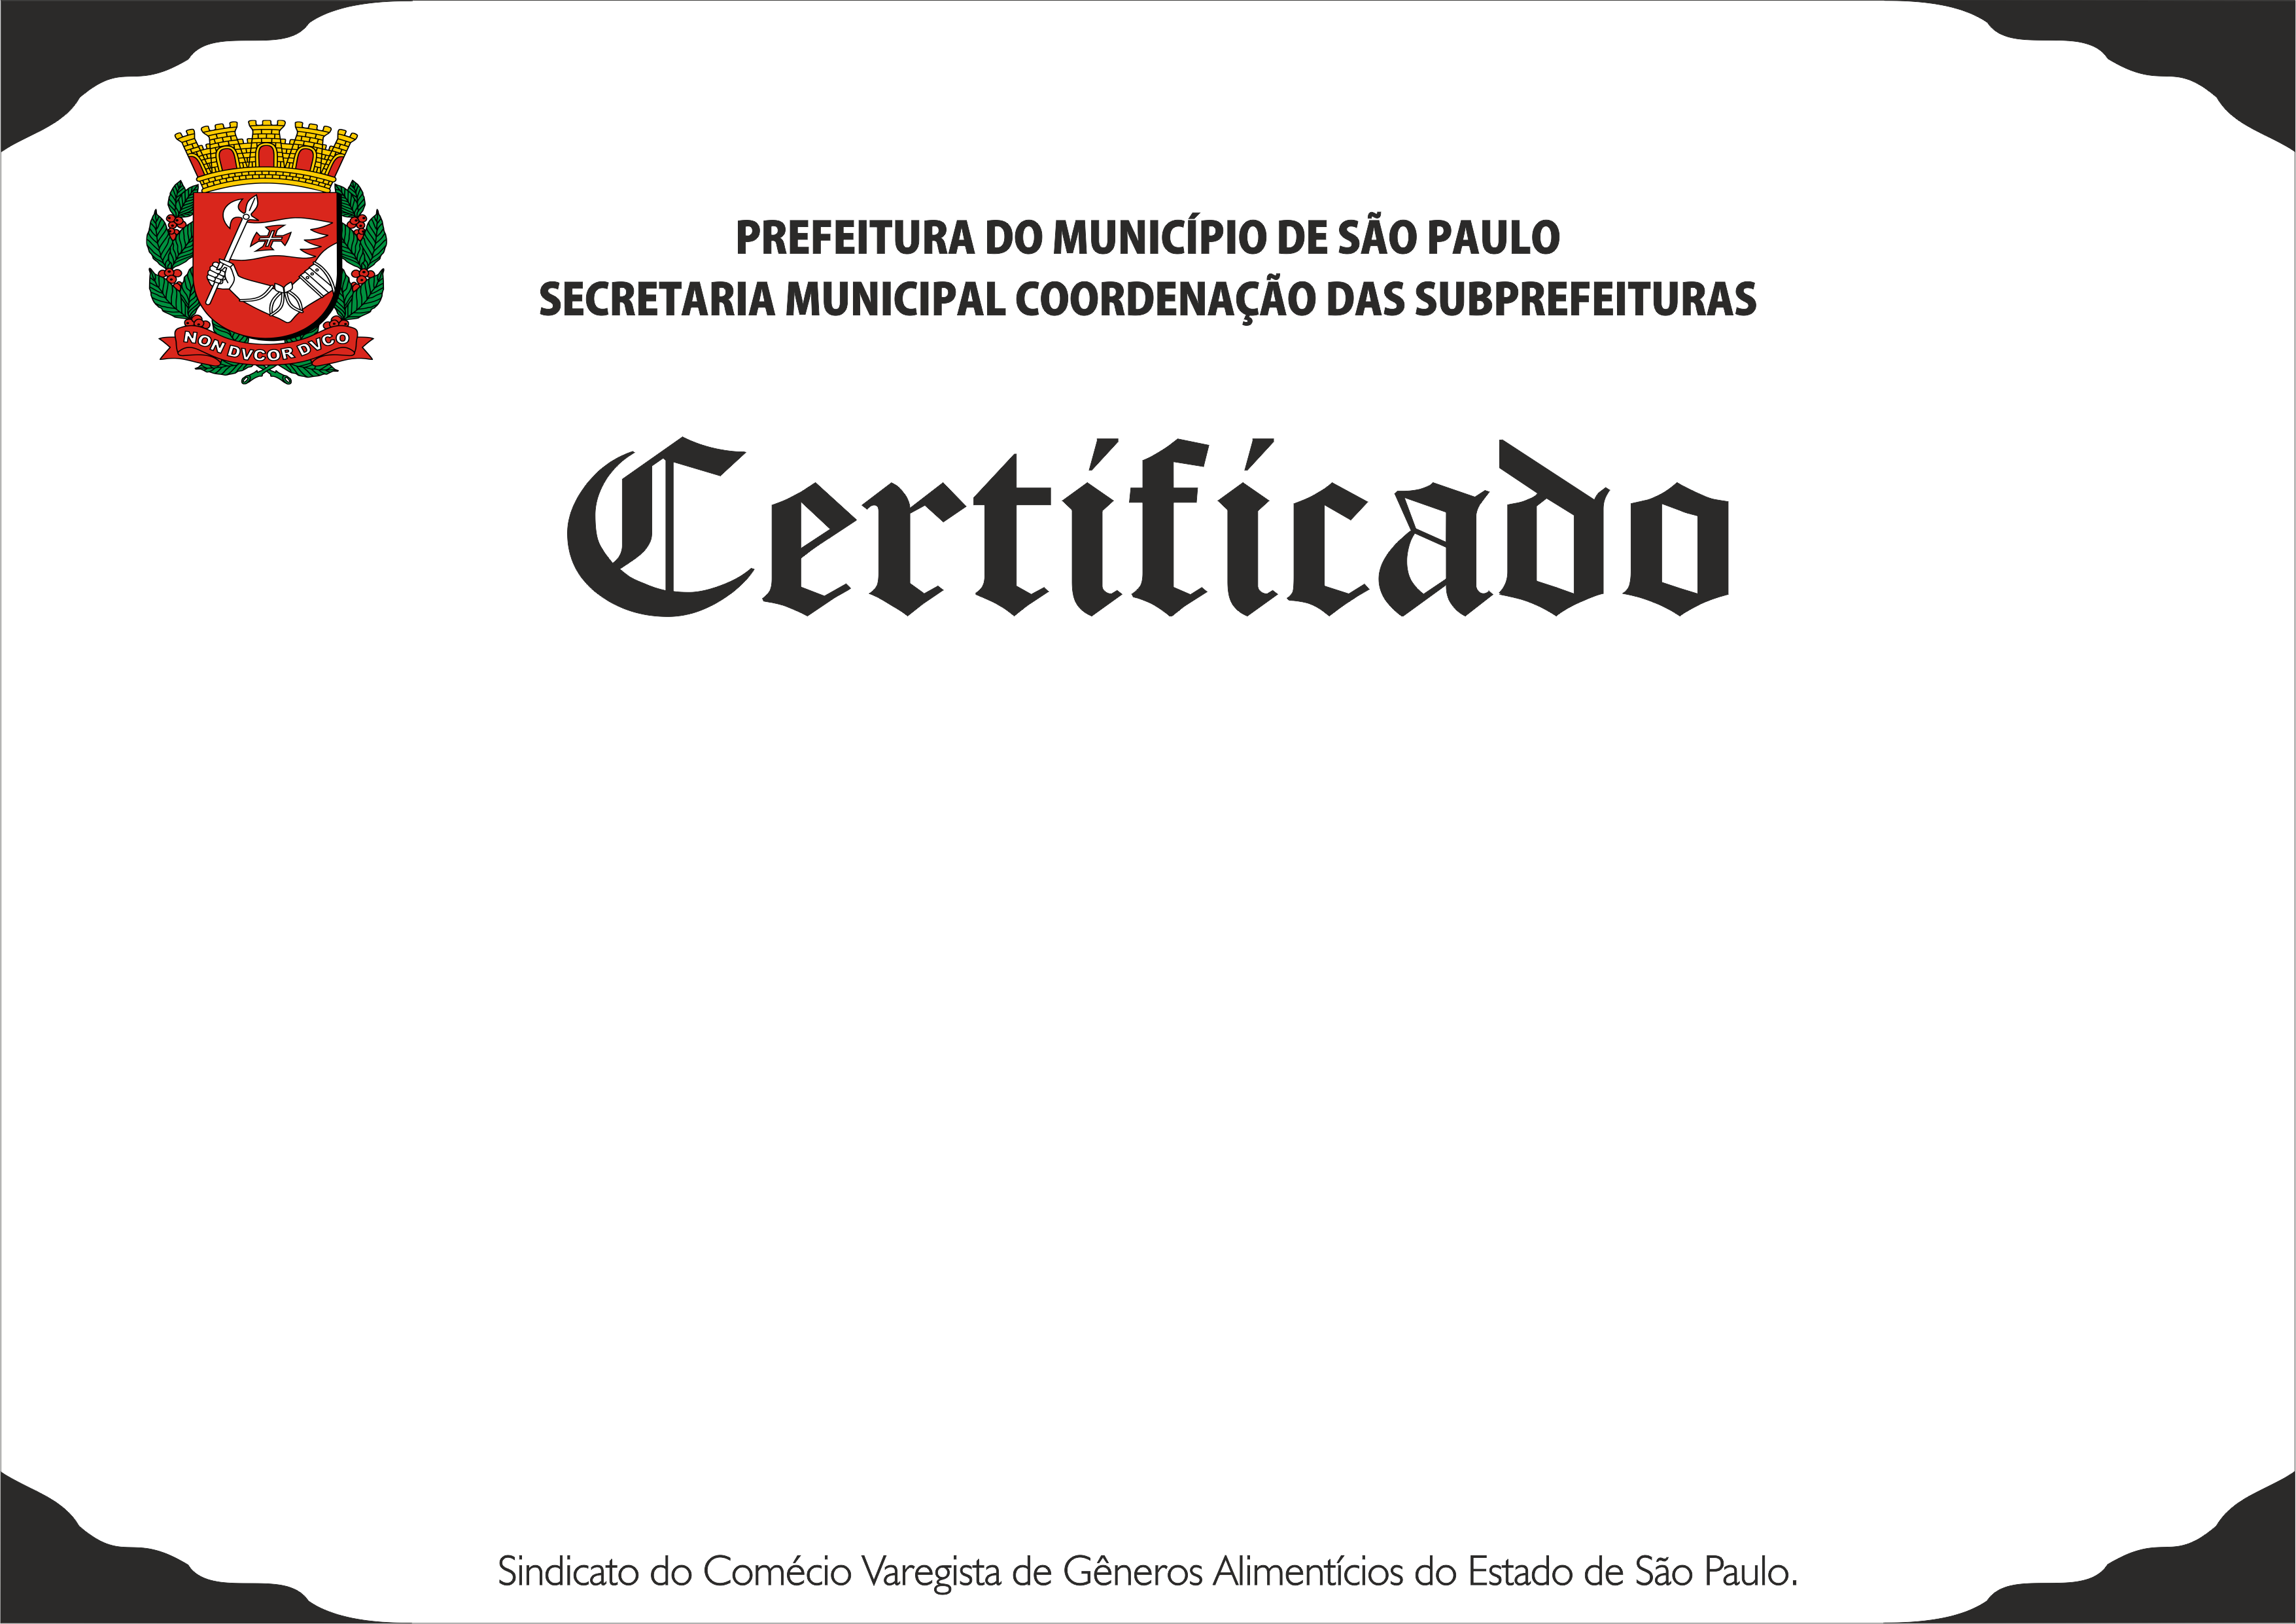 PREFEITURA DO MUNICÍPIO DE SÃO PAULO
SECRETARIA MUNICIPAL COORDENAÇÃO DAS SUBPREFEITURAS
NON DVCOR DVCO
Certificado
Sindicato do Comécio Varegista de Gêneros Alimentícios do Estado de São Paulo.